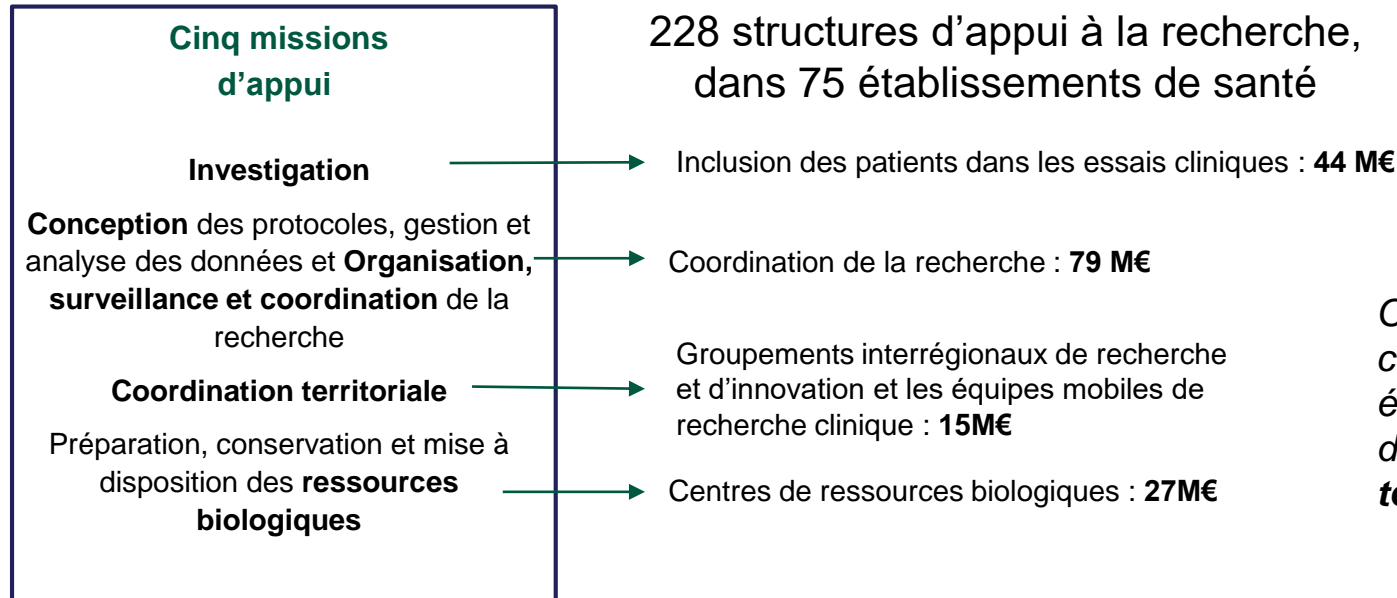 Cinq missions
d'appui
228 structures d'appui à la recherche,
dans 75 établissements de santé
Investigation
Inclusion des patients dans les essais cliniques : 44 M€
Conception des protocoles, gestion et
analyse des données et Organisation,
surveillance et coordination de la
recherche
Coordination de la recherche : 79 M€
Coordination territoriale
Groupements interrégionaux de recherche
et d'innovation et les équipes mobiles de
recherche clinique : 15M€
Préparation, conservation et mise à
disposition des ressources
biologiques
Centres de ressources biologiques : 27M€